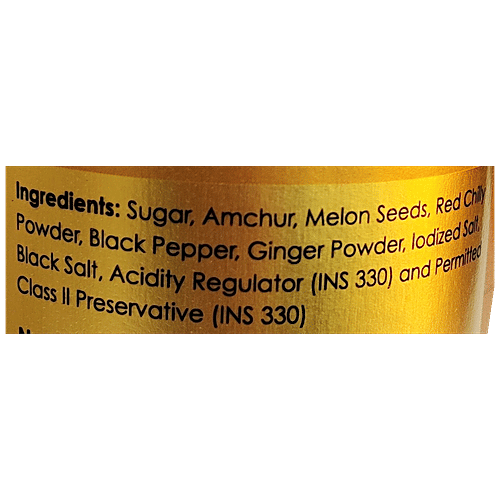 Ingredients: Sugar, Amchur, Melon Seeds, Red Chilly
Powder, Black Pepper, Ginger Powder, Iodized Salt,
Black Salt, Acidity Regulator (INS 330) and Permitted
Class II Preservative (INS 330)